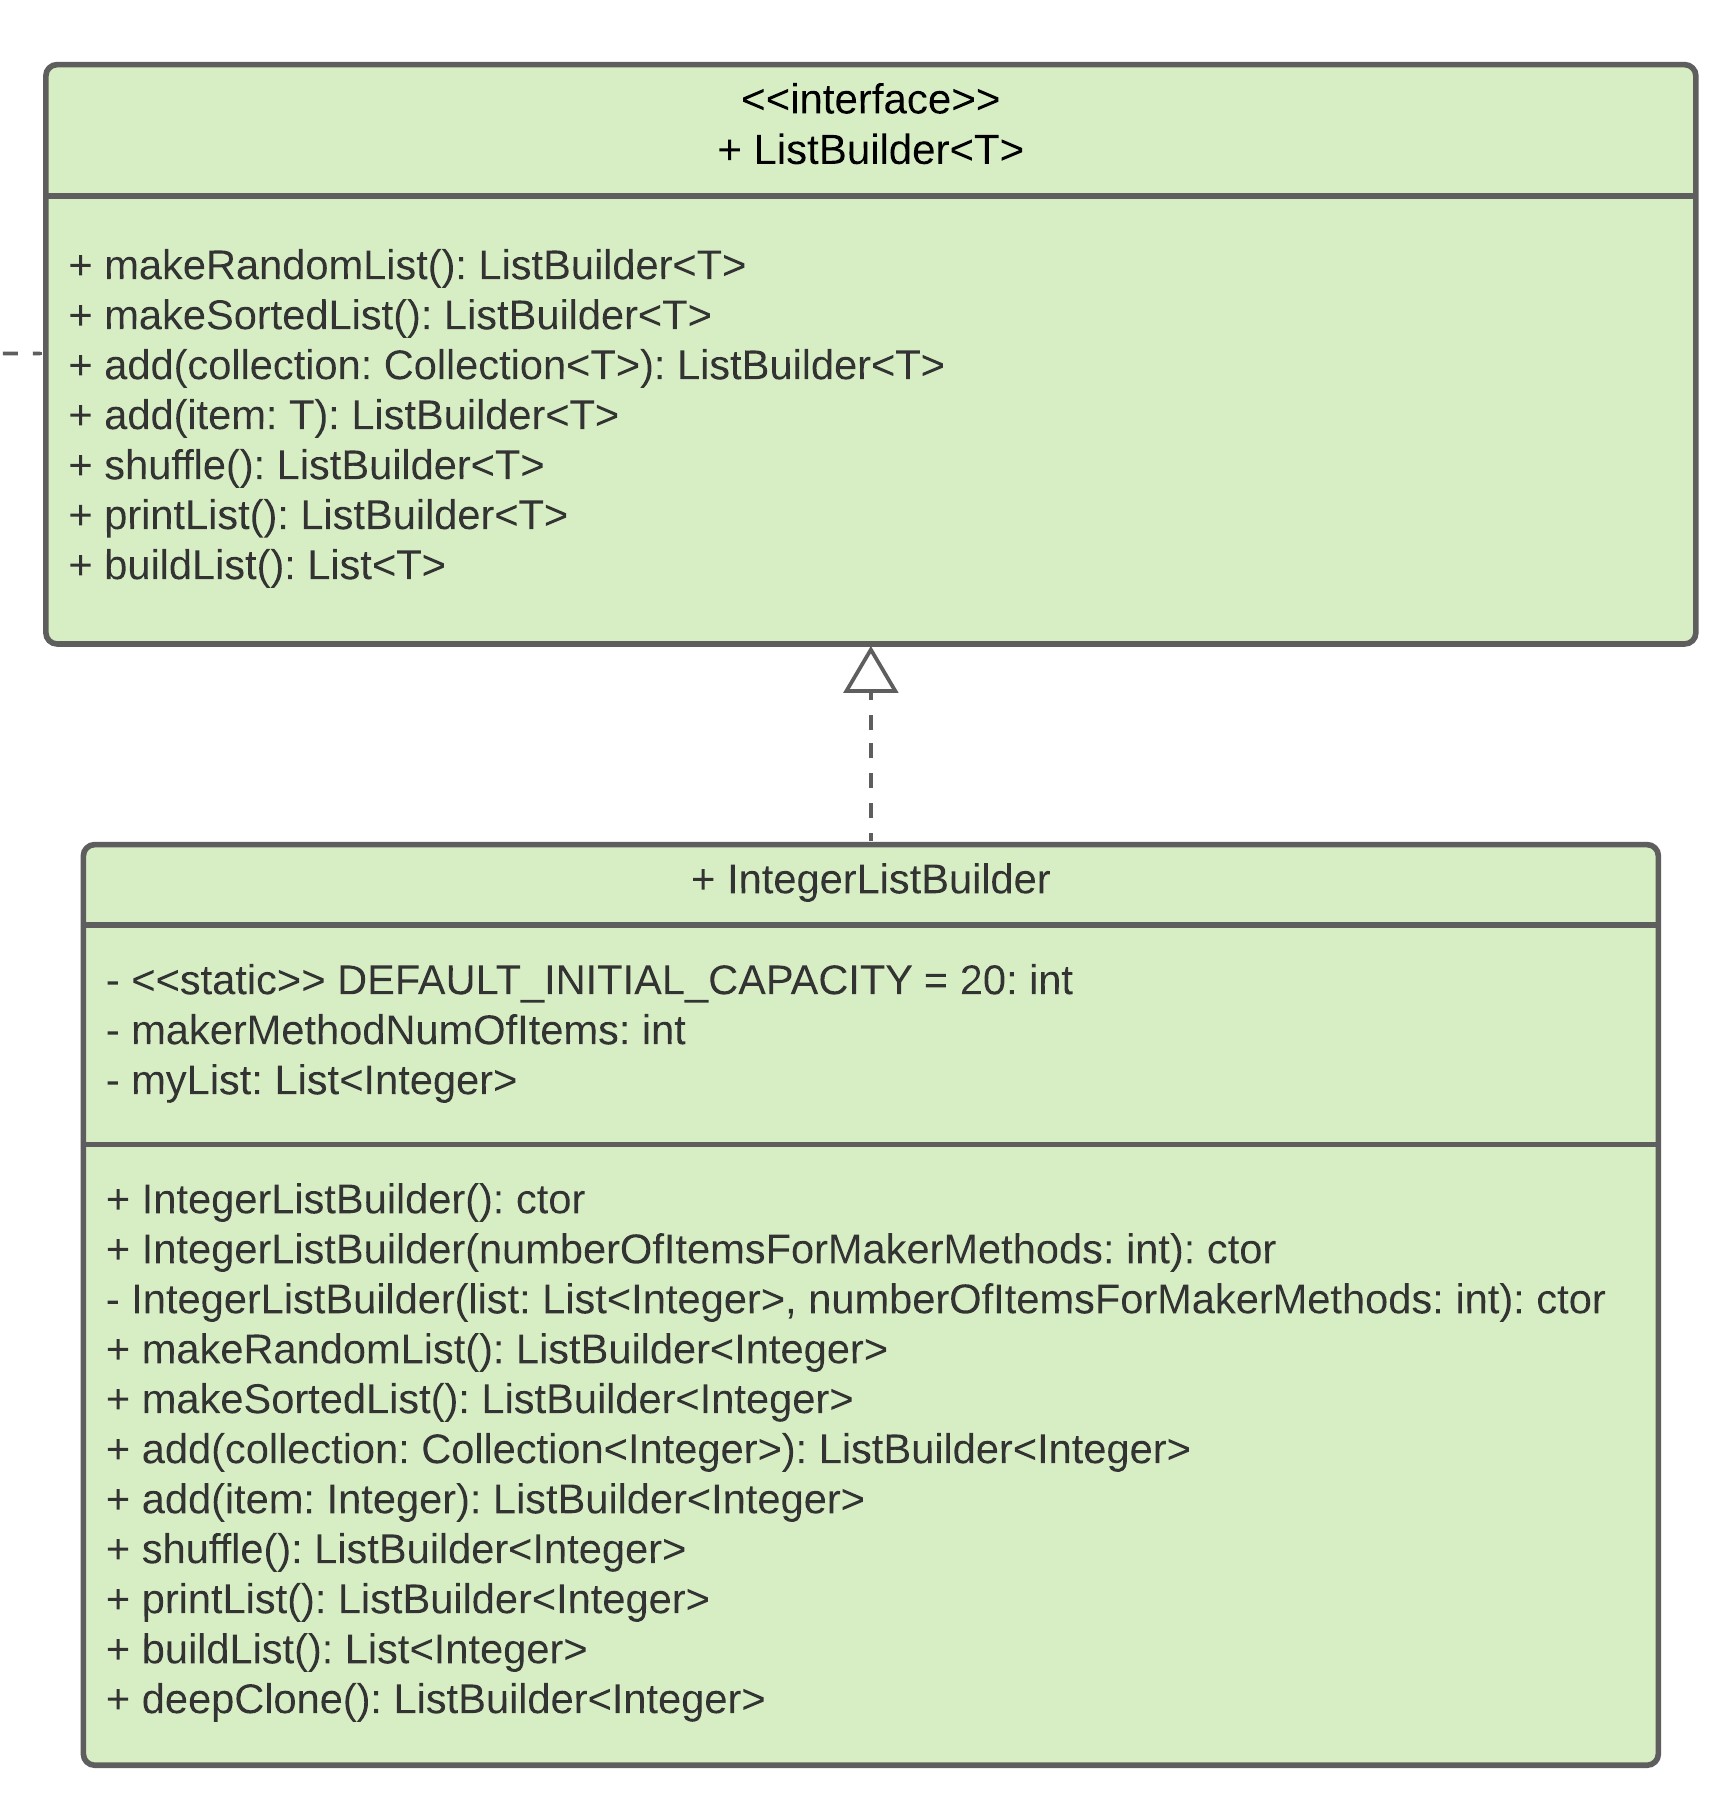 <<interface>>
+ ListBuilder<T>
+ makeRandomList(): ListBuilder<T>
+ makeSortedList(): ListBuilder<T>
+ add(collection: Collection<T>): ListBuilder<T>
+ add(item: T): ListBuilder<T>
+ shuffle(): ListBuilder<T>
+ printList(): ListBuilder<T>
+ buildList(): List<T>
+ IntegerListBuilder
- <<static>> DEFAULT_INITIAL_CAPACITY = 20: int
- makerMethodNumOfItems: int
- myList: List<Integer>
+ IntegerListBuilder(): ctor
+ IntegerListBuilder(numberOfItemsForMakerMethods: int): ctor
- IntegerListBuilder(list: List<Integer>, numberOfItemsForMakerMethods: int): ctor
+ makeRandomList(): ListBuilder<Integer>
+ makeSortedList(): ListBuilder<Integer>
+ add(collection: Collection<Integer>): ListBuilder<Integer>
+ add(item: Integer): ListBuilder<Integer>
+ shuffle(): ListBuilder<Integer>
+ printList(): ListBuilder<Integer>
+ buildList(): List<Integer>
+ deepClone(): ListBuilder<Integer>